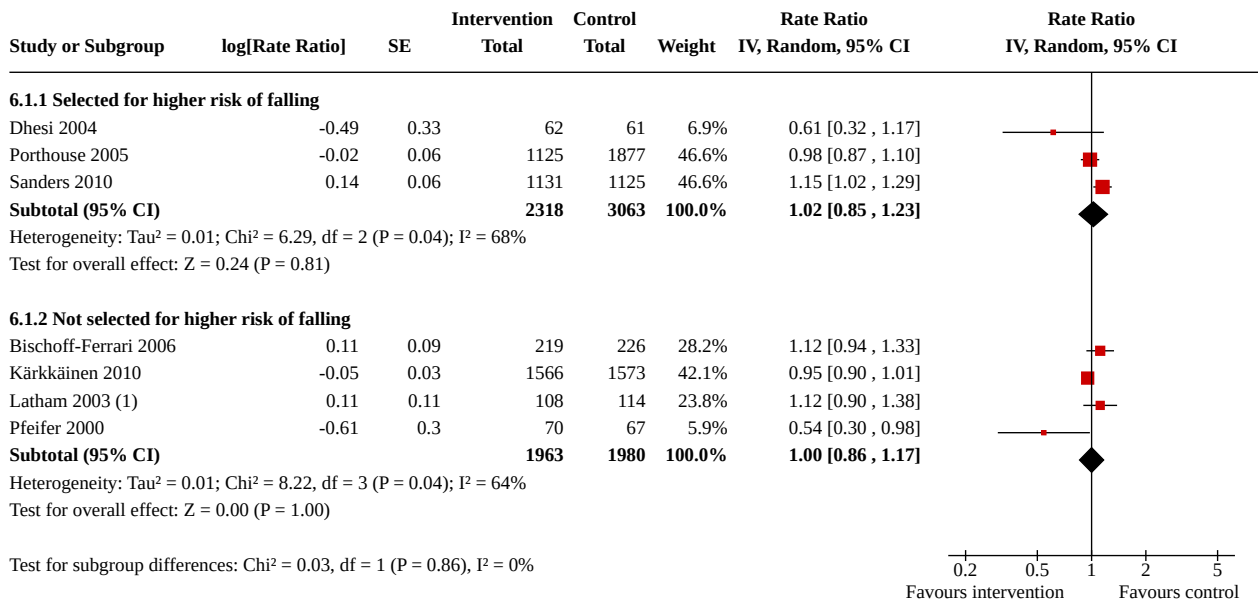 Intervention Control Rate Ratio Rate Ratio
Study or Subgroup log[Rate Ratio] SE Total Total Weight IV, Random, 95% CI IV, Random, 95% CI
6.1.1 Selected for higher risk of falling
Dhesi 2004 -0.49 0.33 62 61 6.9% 0.61 [0.32 , 1.17]
Porthouse 2005 -0.02 0.06 1125 1877 46.6% 0.98 [0.87 , 1.10]
Sanders 2010 0.14 0.06 1131 1125 46.6% 1.15 [1.02 , 1.29]
Subtotal (95% CI) 2318 3063 100.0% 1.02 [0.85 , 1.23]
Heterogeneity: Tau² = 0.01; Chi² = 6.29, df = 2 (P = 0.04); I² = 68%
Test for overall effect: Z = 0.24 (P = 0.81)
6.1.2 Not selected for higher risk of falling
Bischoff-Ferrari 2006 0.11 0.09 219 226 28.2% 1.12 [0.94 , 1.33]
Kärkkäinen 2010 -0.05 0.03 1566 1573 42.1% 0.95 [0.90 , 1.01]
Latham 2003 (1) 0.11 0.11 108 114 23.8% 1.12 [0.90 , 1.38]
Pfeifer 2000 -0.61 0.3 70 67 5.9% 0.54 [0.30 , 0.98]
Subtotal (95% CI) 1963 1980 100.0% 1.00 [0.86 , 1.17]
Heterogeneity: Tau² = 0.01; Chi² = 8.22, df = 3 (P = 0.04); I² = 64%
Test for overall effect: Z = 0.00 (P = 1.00)
Test for subgroup differences: Chi² = 0.03, df = 1 (P = 0.86), I² = 0%
0.2 0.5 1 2 5
Favours intervention Favours control